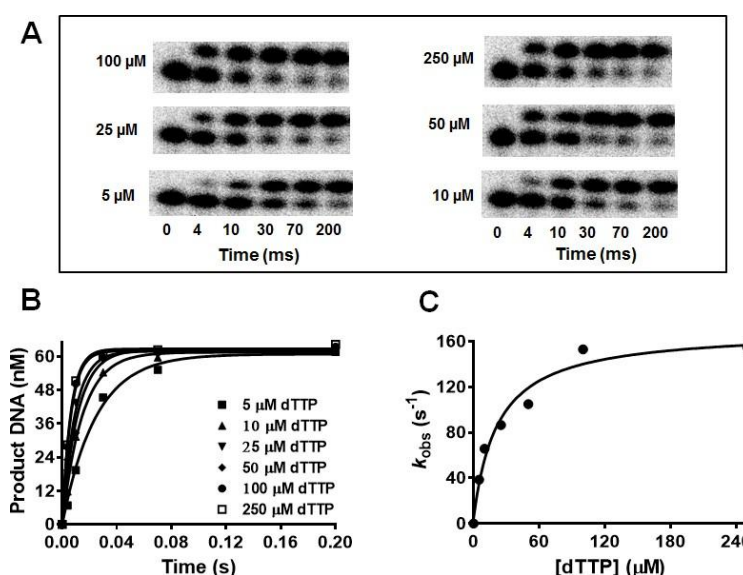 A
100 µM
250 µM
25 µM
50 µM
5 µM
10 µM
0 4 10 30 70 200
0 4 10 30 70 200
Time (ms)
Time (ms)
B
Product DNA (nM)
60
48
36
24
12
0
0.00 0.04 0.08 0.12 0.16 0.20
Time (s)
5 µM dTTP
10 µM dTTP
25 µM dTTP
50 µM dTTP
100 µM dTTP
250 µM dTTP
C
kobs (s-1)
160
120
80
40
0
0 60 120 180 240
[dTTP] (µM)